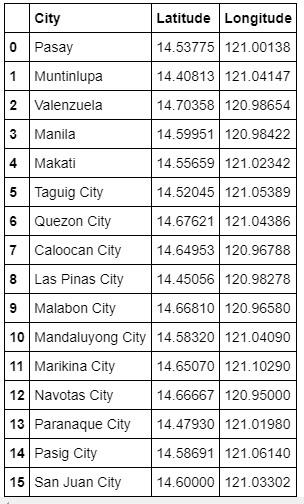 City Latitude Longitude
0 Pasay 14.53775 121.00138
1 Muntinlupa 14.40813 121.04147
2 Valenzuela 14.70358 120.98654
3 Manila 14.59951 120.98422
4 Makati 14.55659 121.02342
5 Taguig City 14.52045 121.05389
6 Quezon City 14.67621 121.04386
7 Caloocan City 14.64953 120.96788
8 Las Pinas City 14.45056 120.98278
9 Malabon City 14.66810 120.96580
10 Mandaluyong City 14.58320 121.04090
11 Marikina City 14.65070 121.10290
12 Navotas City 14.66667 120.95000
13 Paranaque City 14.47930 121.01980
14 Pasig City 14.58691 121.06140
15 San Juan City 14.60000 121.03302